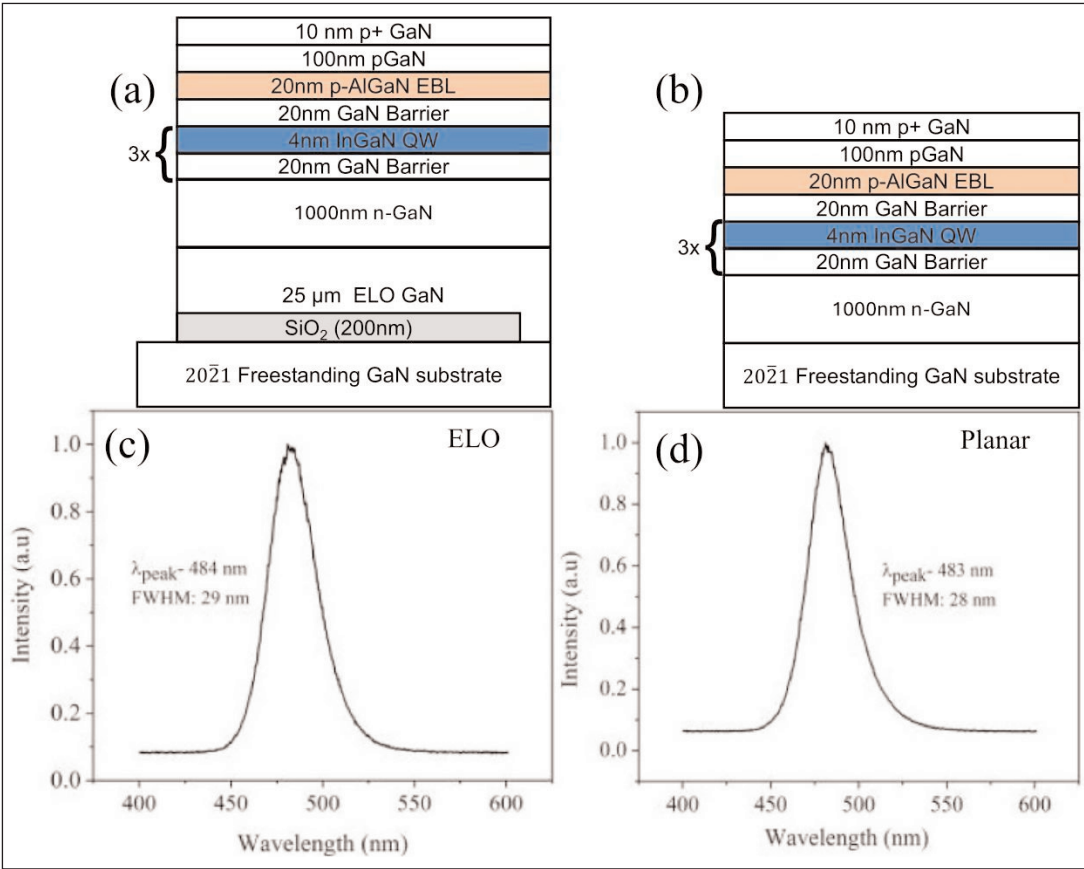 (a)
10 nm p+ GaN
100nm pGaN
20nm p-AlGaN EBL
20nm GaN Barrier
4nm InGaN QW
20nm GaN Barrier
3x
1000nm n-GaN
25 µm ELO GaN
SiO₂ (200nm)
202̄1 Freestanding GaN substrate
(b)
10 nm p+ GaN
100nm pGaN
20nm p-AlGaN EBL
20nm GaN Barrier
4nm InGaN QW
20nm GaN Barrier
3x
1000nm n-GaN
202̄1 Freestanding GaN substrate
(c)
ELO
λpeak- 484 nm
FWHM: 29 nm
Intensity (a.u)
1.0
0.8
0.6
0.4
0.2
0.0
400 450 500 550 600
Wavelength (nm)
(d)
Planar
λpeak- 483 nm
FWHM: 28 nm
Intensity (a.u)
1.0
0.8
0.6
0.4
0.2
0.0
400 450 500 550 600
Wavelength (nm)